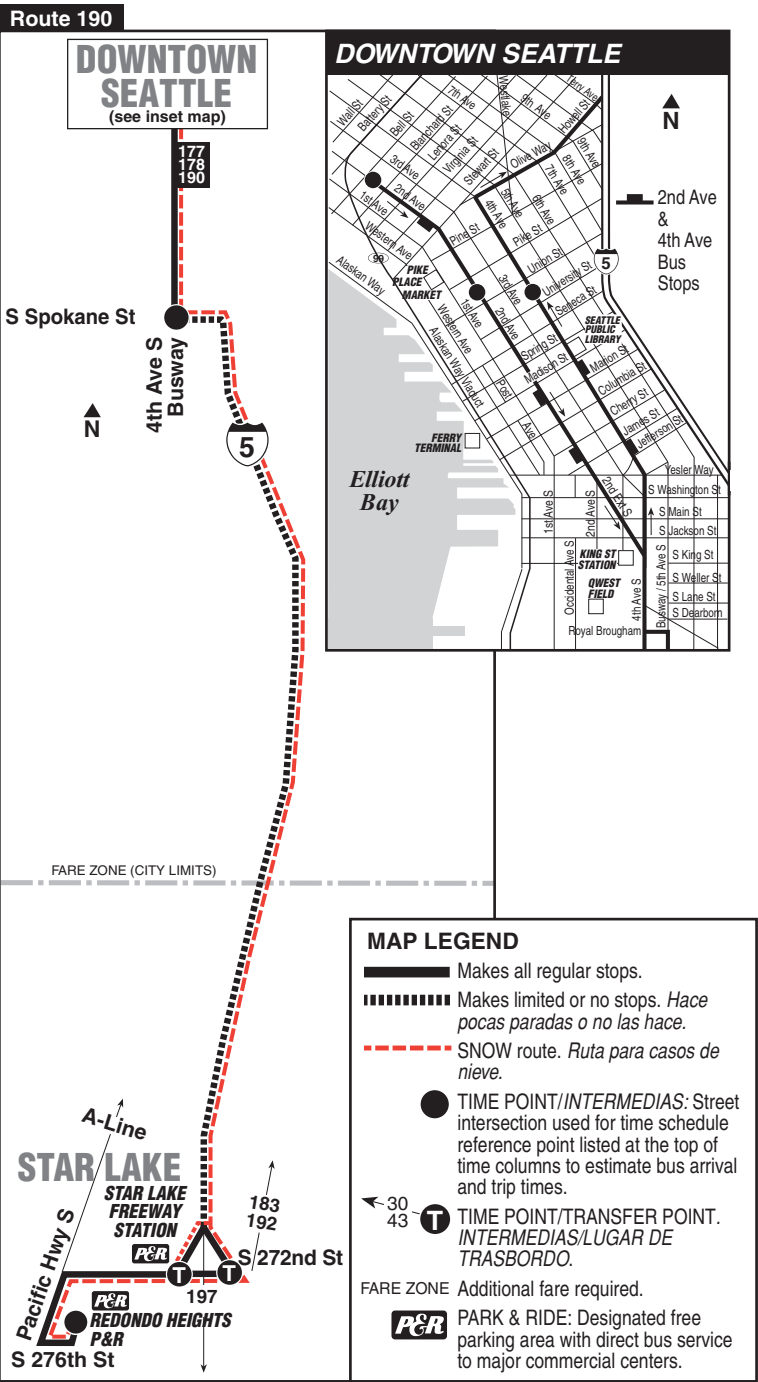 Route 190
DOWNTOWN
SEATTLE
(see inset map)
177
178
190
S Spokane St
4th Ave S
Busway
N
5
FARE ZONE (CITY LIMITS)
A-Line
STAR LAKE
STAR LAKE
FREEWAY
STATION
183
192
P&R
S 272nd St
T
T
197
Pacific Hwy S
P&R
REDONDO HEIGHTS
P&R
S 276th St
DOWNTOWN SEATTLE
Wall St
Battery St
7th Ave
Bell St
Blanchard St
Lenora St
Virginia St
Stewart St
Westlake
9th Ave
Terry Ave
Howell St
Olive Way
9th Ave
8th Ave
7th Ave
6th Ave
5th Ave
4th Ave
3rd Ave
2nd Ave
1st Ave
Western Ave
Alaskan Way
99
PIKE
PLACE
MARKET
Pine St
Pike St
Union St
University St
Seneca St
Spring St
Madison St
Marion St
Columbia St
Cherry St
James St
Jefferson St
3rd Ave
2nd Ave
1st Ave
Western Ave
Alaskan Way Viaduct
Post
Ave
SEATTLE
PUBLIC
LIBRARY
FERRY
TERMINAL
Elliott
Bay
Yesler Way
S Washington St
S Main St
S Jackson St
S King St
S Weller St
S Lane St
S Dearborn
1st Ave S
2nd Ave S
2nd Ext S
Occidental Ave S
KING ST
STATION
QWEST
FIELD
4th Ave S
Busway / 5th Ave S
Royal Brougham
N
5
2nd Ave
&
4th Ave
Bus
Stops
MAP LEGEND
Makes all regular stops.
Makes limited or no stops. Hace
pocas paradas o no las hace.
SNOW route. Ruta para casos de
nieve.
TIME POINT/INTERMEDIAS: Street
intersection used for time schedule
reference point listed at the top of
time columns to estimate bus arrival
and trip times.
30
43
T
TIME POINT/TRANSFER POINT.
INTERMEDIAS/LUGAR DE
TRASBORDO.
FARE ZONE Additional fare required.
P&R
PARK & RIDE: Designated free
parking area with direct bus service
to major commercial centers.